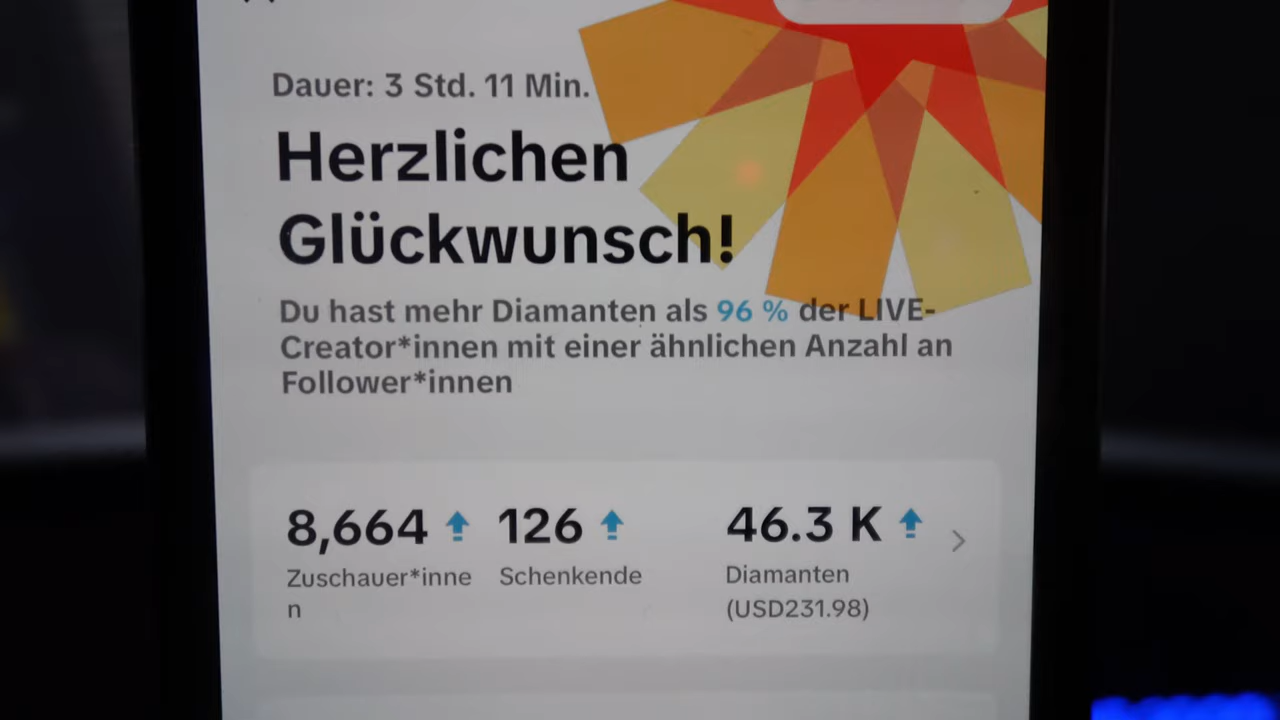 Dauer: 3 Std. 11 Min.
Herzlichen
Glückwunsch!
Du hast mehr Diamanten als 96 % der LIVE-
Creator*innen mit einer ähnlichen Anzahl an
Follower*innen
8,664 126 46.3 K
Zuschauer*inne Schenkende Diamanten
n (USD231.98)